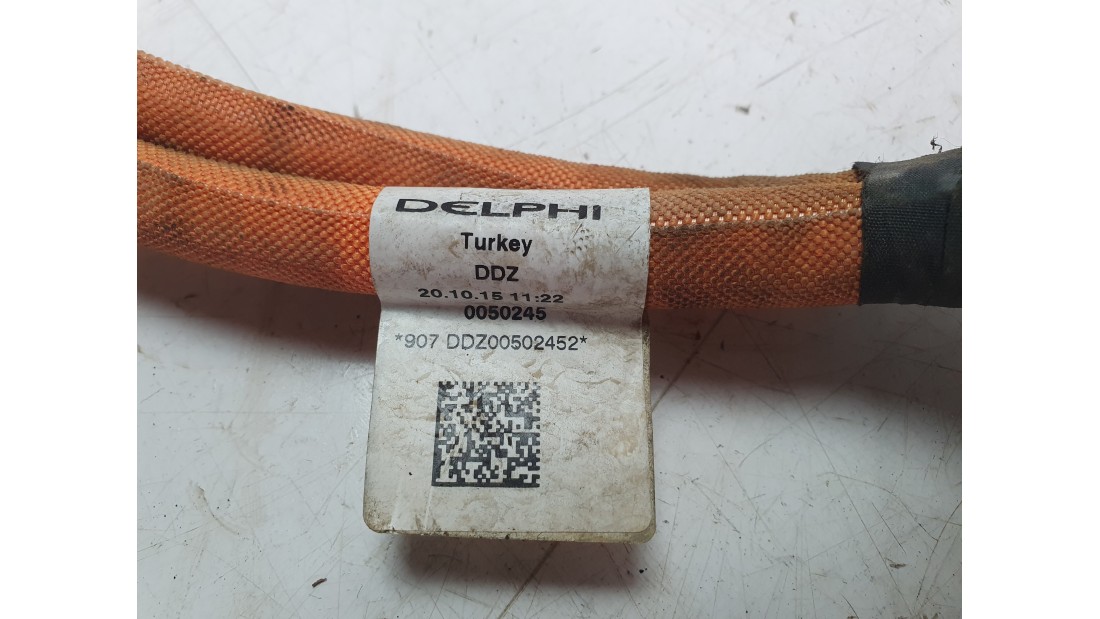 DELPHI
Turkey
DDZ
20.10.15 11:22
0050245
*907 DDZ00502452*